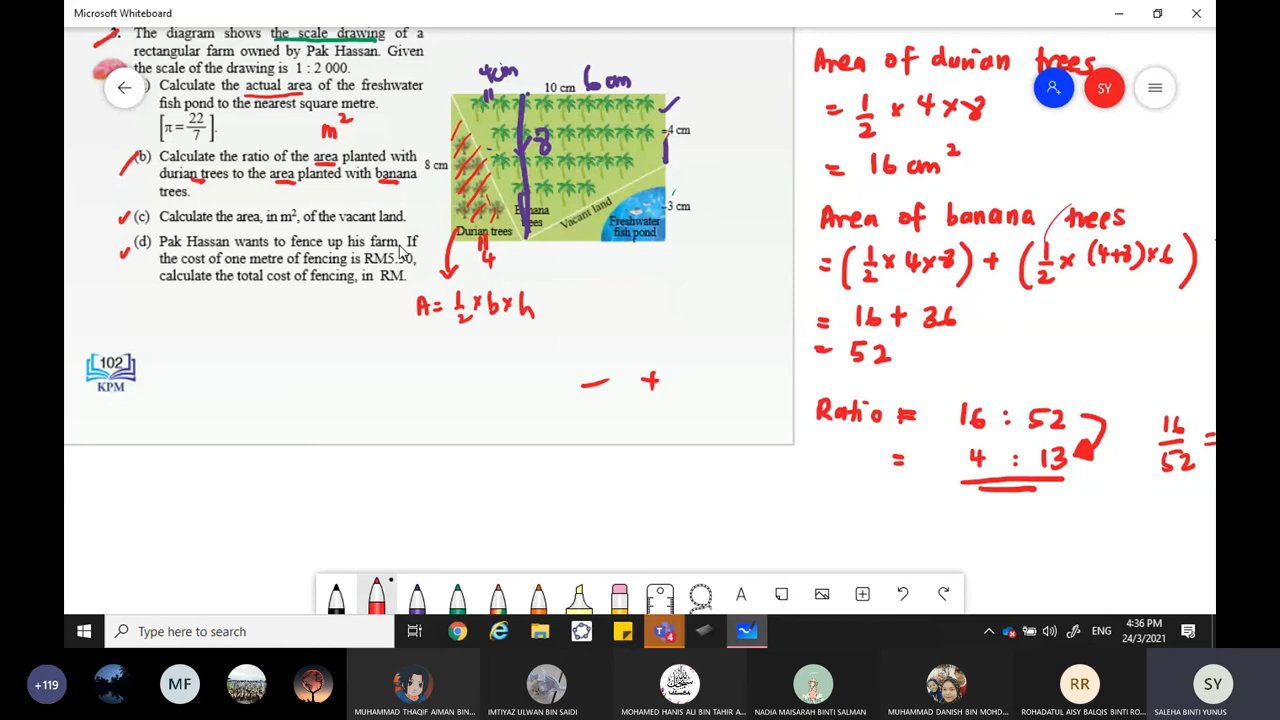 Microsoft Whiteboard
The diagram shows the scale drawing of a
rectangular farm owned by Pak Hassan. Given
the scale of the drawing is 1 : 2 000.
Calculate the actual area of the freshwater
fish pond to the nearest square metre.
[π = 22/7].
m²
(b) Calculate the ratio of the area planted with
durian trees to the area planted with banana
trees.
(c) Calculate the area, in m², of the vacant land.
(d) Pak Hassan wants to fence up his farm. If
the cost of one metre of fencing is
calculate the total cost of fencing, in RM.
102
KPM
4cm
10 cm
6 cm
4 cm
8
8 cm
3 cm
Vacant land
Banana
trees
Freshwater
fish pond
Durian trees
4
A = 1/2 × b × h
− +
Area of durian trees
= 1/2 × 4 × 8
= 16 cm²
Area of banana trees
= (1/2 × 4 × 8) + (1/2 × (4+8) × 6)
= 16 + 36
= 52
Ratio = 16 : 52
= 4 : 13
16/52 =
SY
A
Type here to search
4
ENG
4:36 PM
24/3/2021
+119
MF
RR
SY
MUHAMMAD THAQIF AIMAN BIN...
IMTIYAZ ULWAN BIN SAIDI
MOHAMED HANIS ALI BIN TAHIR A...
NADIA MAISARAH BINTI SALMAN
MUHAMMAD DANISH BIN MOHD...
ROHADATUL AISY BALQIS BINTI RO...
SALEHA BINTI YUNUS